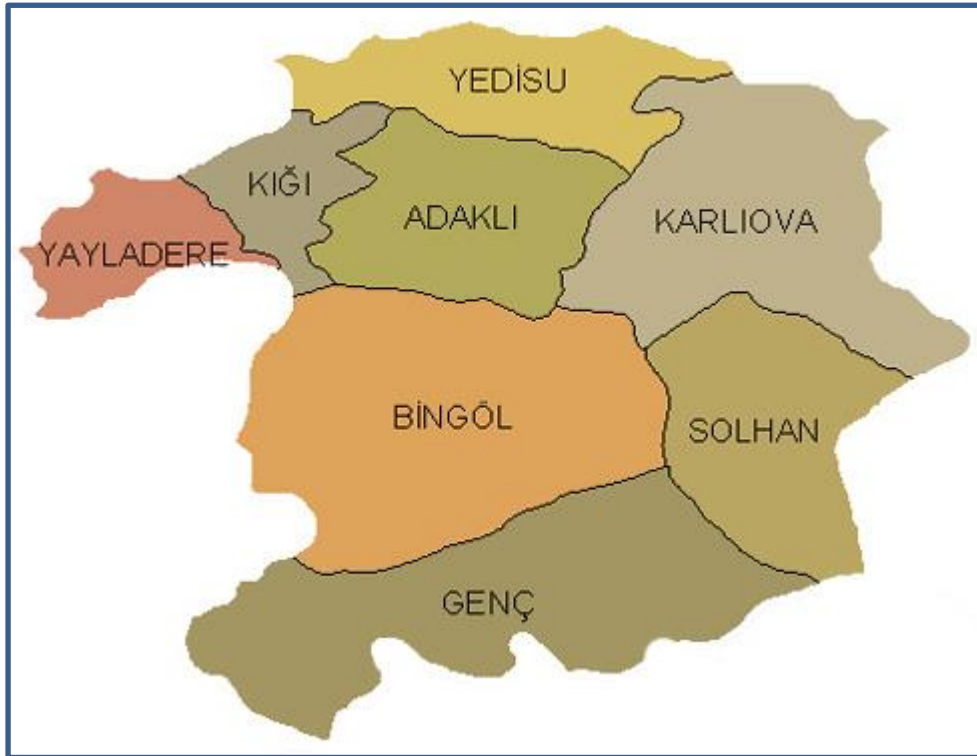 YEDİSU
KIĞI
ADAKLI
KARLIOVA
YAYLADERE
BİNGÖL
SOLHAN
GENÇ